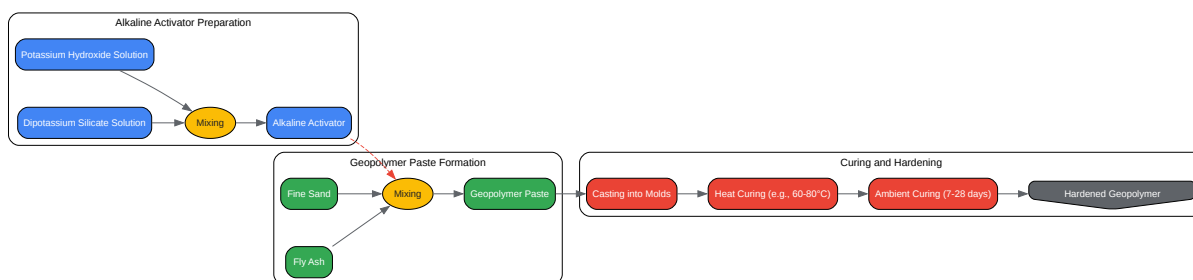 Alkaline Activator Preparation
Potassium Hydroxide Solution
Dipotassium Silicate Solution
Mixing
Alkaline Activator
Geopolymer Paste Formation
Fine Sand
Mixing
Geopolymer Paste
Fly Ash
Curing and Hardening
Casting into Molds
Heat Curing (e.g., 60-80°C)
Ambient Curing (7-28 days)
Hardened Geopolymer